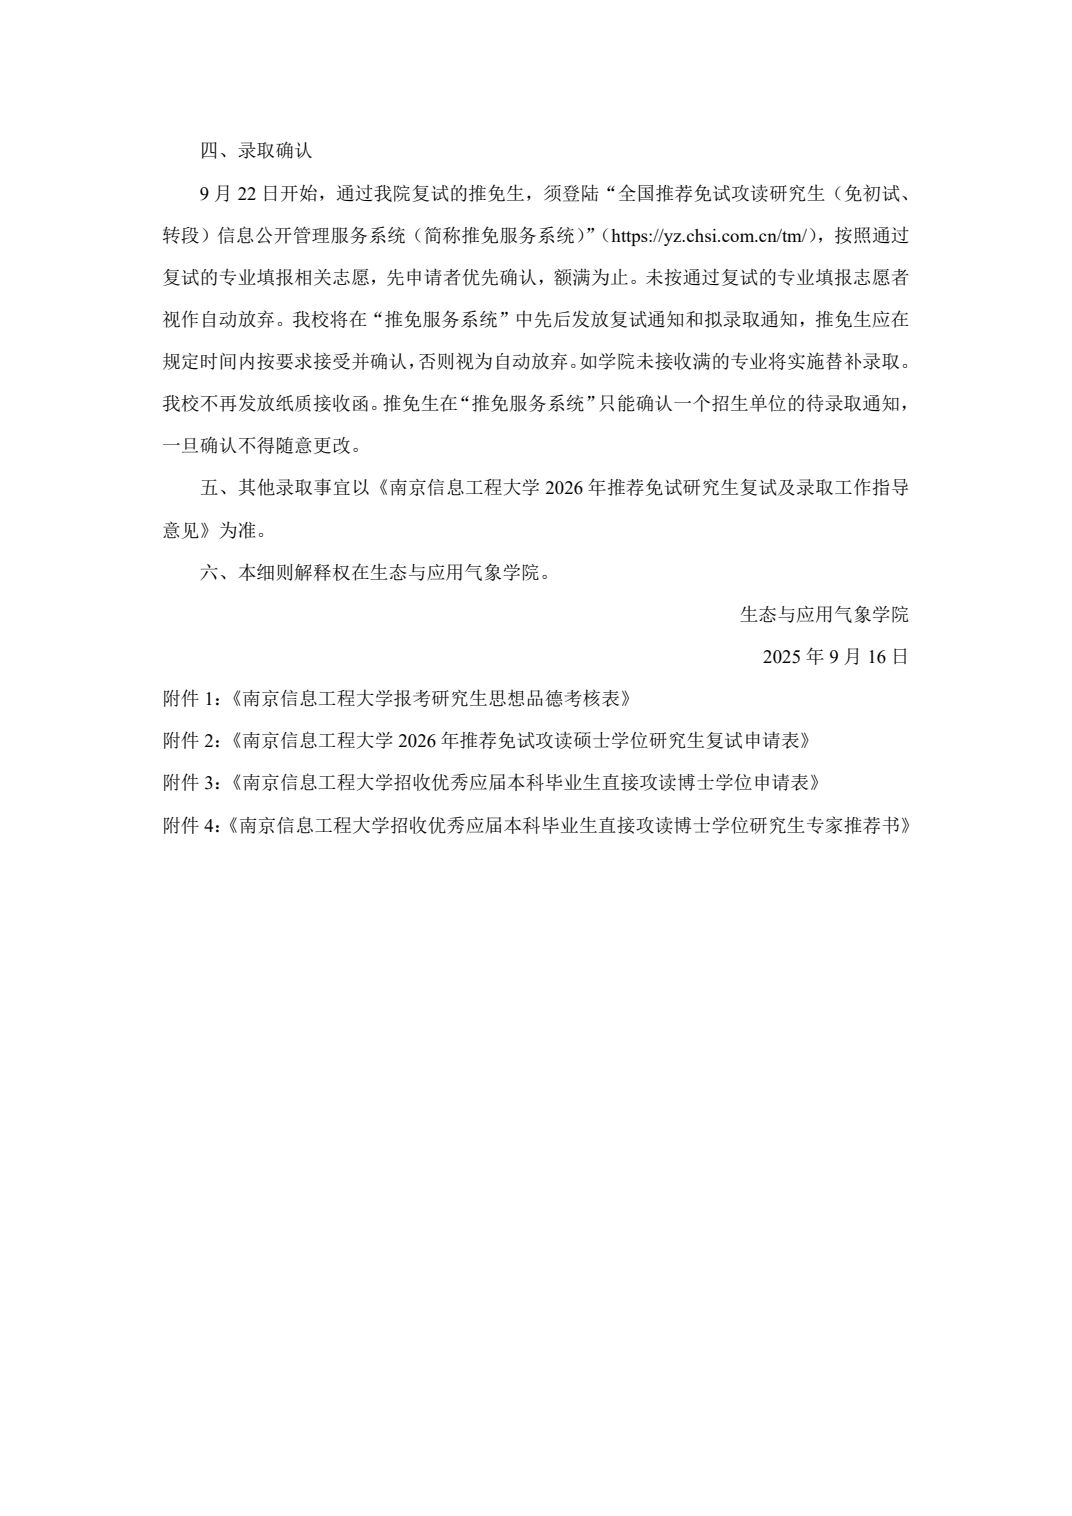 四、录取确认
9 月 22 日开始，通过我院复试的推免生，须登陆“全国推荐免试攻读研究生（免初试、
转段）信息公开管理服务系统（简称推免服务系统）”（https://yz.chsi.com.cn/tm/），按照通过
复试的专业填报相关志愿，先申请者优先确认，额满为止。未按通过复试的专业填报志愿者
视作自动放弃。我校将在“推免服务系统”中先后发放复试通知和拟录取通知，推免生应在
规定时间内按要求接受并确认，否则视为自动放弃。如学院未接收满的专业将实施替补录取。
我校不再发放纸质接收函。推免生在“推免服务系统”只能确认一个招生单位的待录取通知，
一旦确认不得随意更改。
五、其他录取事宜以《南京信息工程大学 2026 年推荐免试研究生复试及录取工作指导
意见》为准。
六、本细则解释权在生态与应用气象学院。
生态与应用气象学院
2025 年 9 月 16 日
附件 1：《南京信息工程大学报考研究生思想品德考核表》
附件 2：《南京信息工程大学 2026 年推荐免试攻读硕士学位研究生复试申请表》
附件 3：《南京信息工程大学招收优秀应届本科毕业生直接攻读博士学位申请表》
附件 4：《南京信息工程大学招收优秀应届本科毕业生直接攻读博士学位研究生专家推荐书》